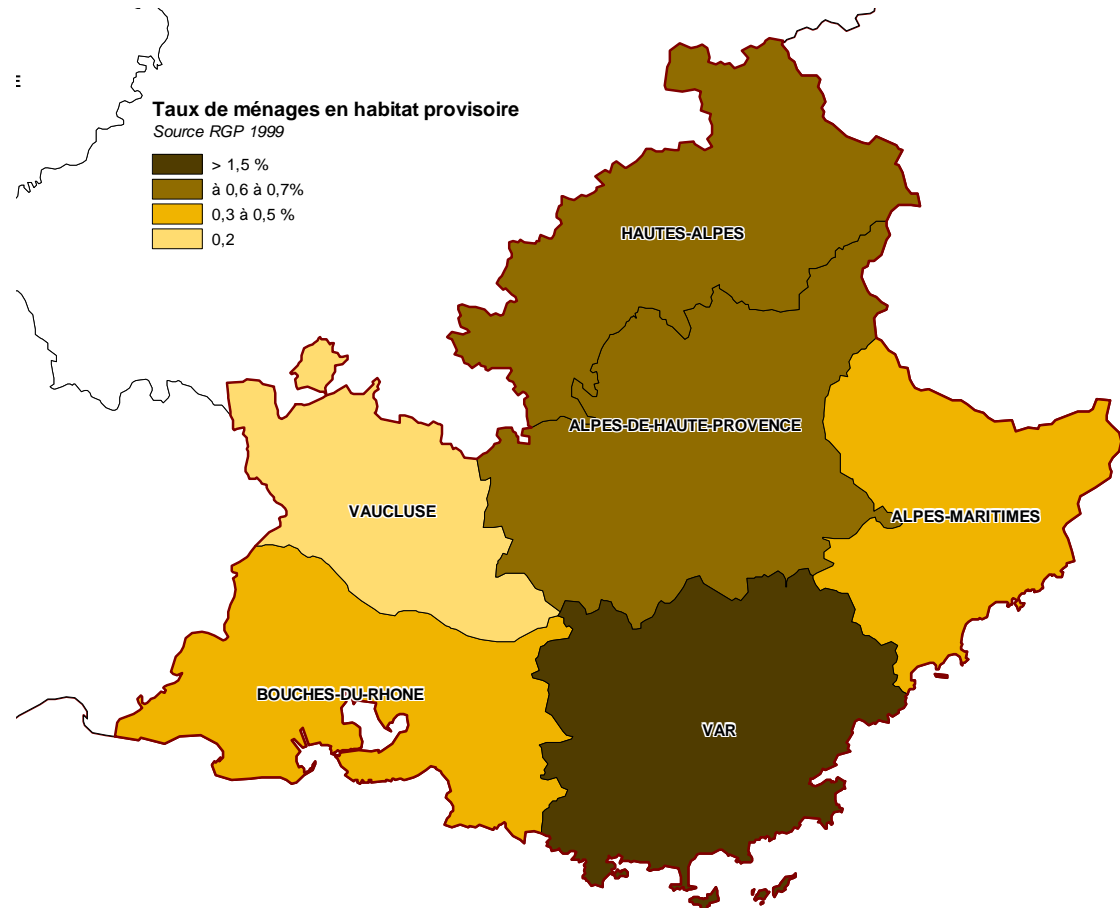 E
Taux de ménages en habitat provisoire
Source RGP 1999
> 1,5 %
à 0,6 à 0,7%
0,3 à 0,5 %
0,2
HAUTES-ALPES
ALPES-DE-HAUTE-PROVENCE
VAUCLUSE
ALPES-MARITIMES
BOUCHES-DU-RHONE
VAR